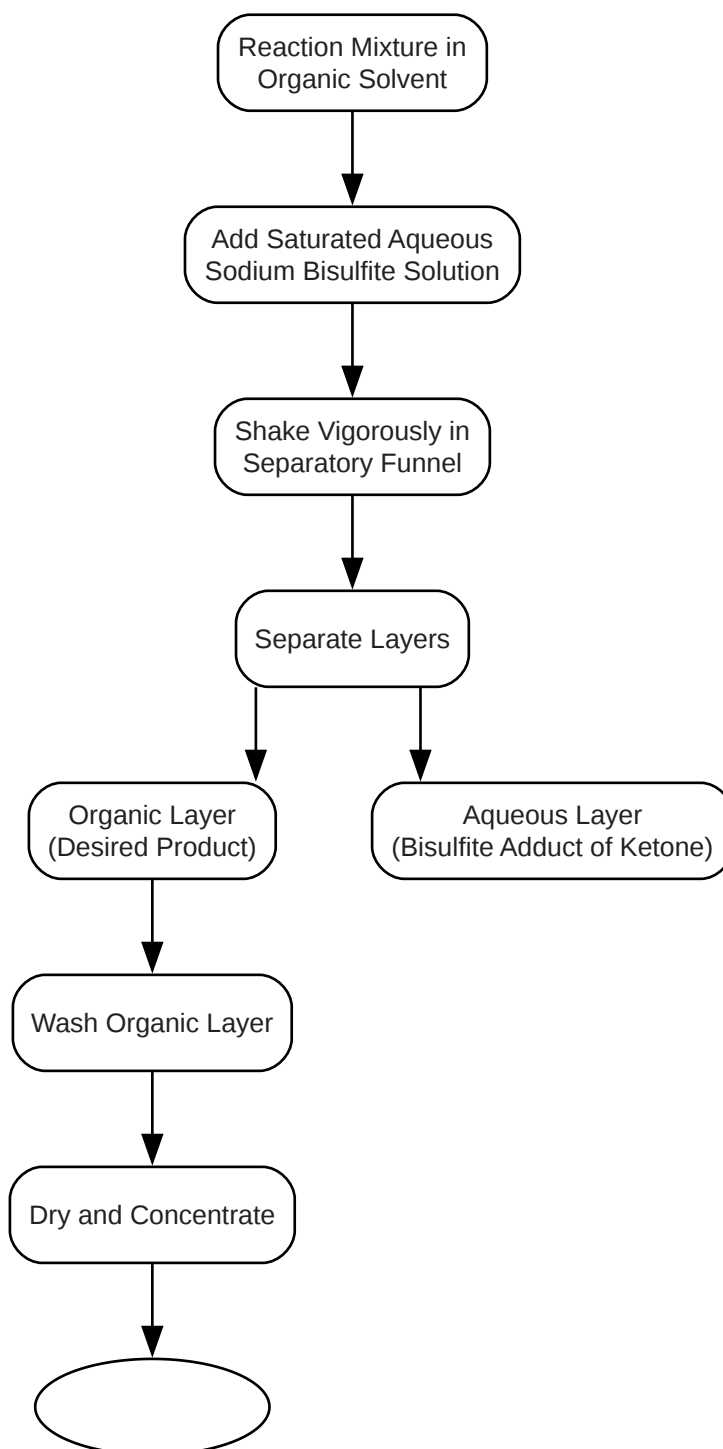 Reaction Mixture in
Organic Solvent
Add Saturated Aqueous
Sodium Bisulfite Solution
Shake Vigorously in
Separatory Funnel
Separate Layers
Organic Layer
(Desired Product)
Aqueous Layer
(Bisulfite Adduct of Ketone)
Wash Organic Layer
Dry and Concentrate